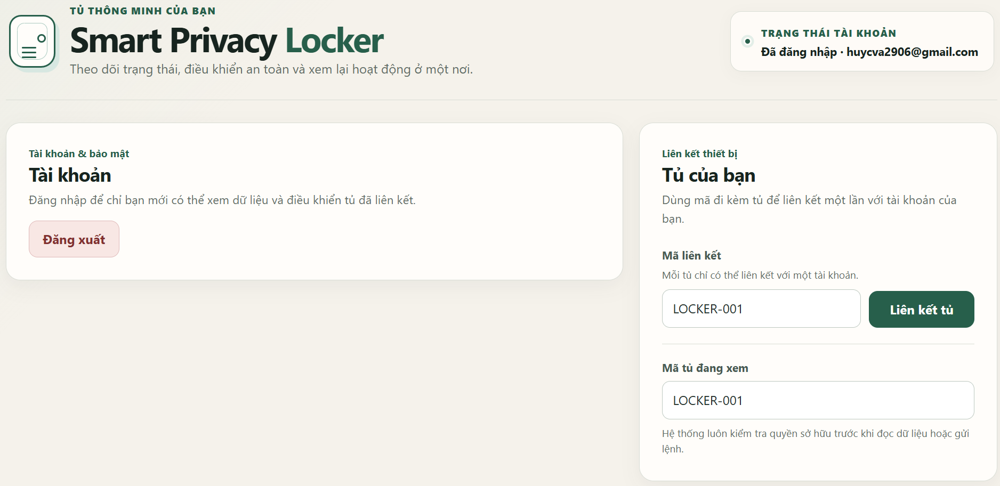 TỦ THÔNG MINH CỦA BẠN
Smart Privacy Locker
Theo dõi trạng thái, điều khiển an toàn và xem lại hoạt động ở một nơi.
TRẠNG THÁI TÀI KHOẢN
Đã đăng nhập · huycva2906@gmail.com
Tài khoản & bảo mật
Tài khoản
Đăng nhập để chỉ bạn mới có thể xem dữ liệu và điều khiển tủ đã liên kết.
Đăng xuất
Liên kết thiết bị
Tủ của bạn
Dùng mã đi kèm tủ để liên kết một lần với tài khoản của
bạn.
Mã liên kết
Mỗi tủ chỉ có thể liên kết với một tài khoản.
LOCKER-001
Liên kết tủ
Mã tủ đang xem
LOCKER-001
Hệ thống luôn kiểm tra quyền sở hữu trước khi đọc dữ liệu hoặc gửi
lệnh.